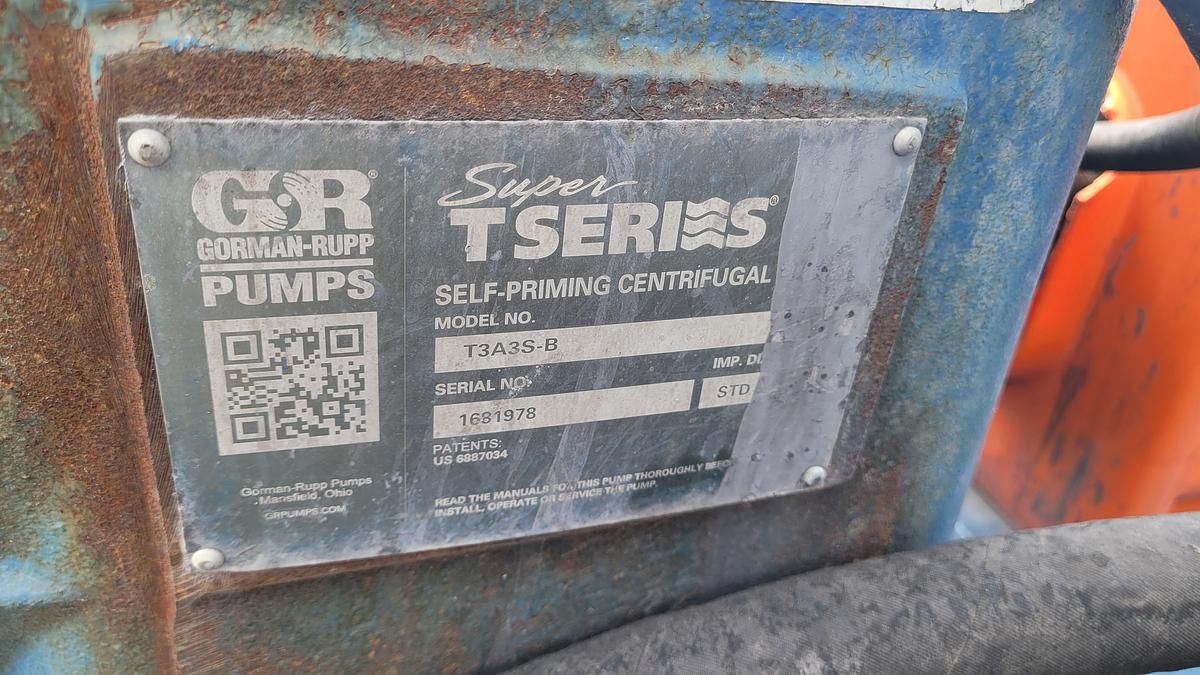 GR®
GORMAN-RUPP
PUMPS
Gorman-Rupp Pumps
Mansfield, Ohio
GRPUMPS.COM
Super
T SERIES®
SELF-PRIMING CENTRIFUGAL
MODEL NO.
T3A3S-B
SERIAL NO. IMP. DI
1681978 STD
PATENTS:
US 6887034
READ THE MANUALS FOR THIS PUMP THOROUGHLY BEFO
INSTALL, OPERATE OR SERVICE THE PUMP.